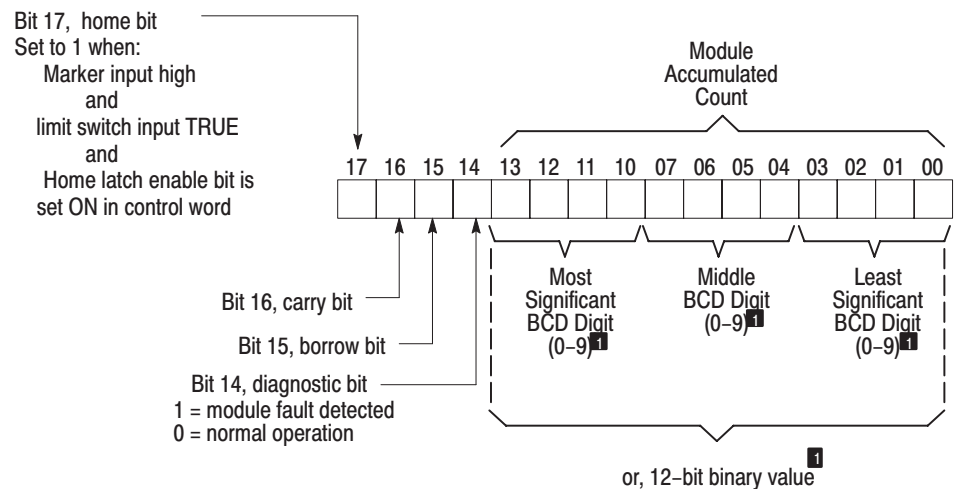 Bit 17, home bit
Set to 1 when:
Marker input high
and
limit switch input TRUE
and
Home latch enable bit is
set ON in control word
Module
Accumulated
Count
17 16 15 14 13 12 11 10 07 06 05 04 03 02 01 00
Most
Significant
BCD Digit
(0–9) 1
Middle
BCD Digit
(0–9) 1
Least
Significant
BCD Digit
(0–9) 1
Bit 16, carry bit
Bit 15, borrow bit
Bit 14, diagnostic bit
1 = module fault detected
0 = normal operation
or, 12–bit binary value 1